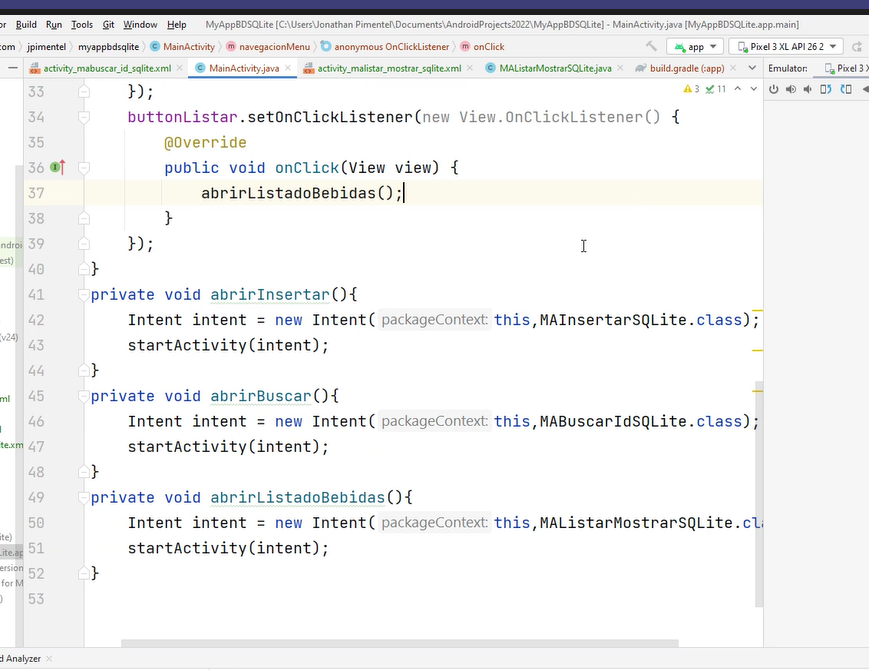 Build Run Tools Git Window Help MyAppBDSQLite [C:\Users\Jonathan Pimentel\Documents\AndroidProjects2022\MyAppBDSQLite] - MainActivity.java [MyAppBDSQLite.app.main]
com jpimentel myappbdsqlite MainActivity navegacionMenu anonymous OnClickListener onClick app Pixel 3 XL API 26 2
activity_mabuscar_id_sqlite.xml MainActivity.java activity_malistar_mostrar_sqlite.xml MAListarMostrarSQLite.java build.gradle (:app) Emulator: Pixel 3
3 11
33 });
34 buttonListar.setOnClickListener(new View.OnClickListener() {
35 @Override
36 public void onClick(View view) {
37 abrirListadoBebidas();
38 }
39 });
40 }
41 private void abrirInsertar(){
42 Intent intent = new Intent( packageContext: this,MAInsertarSQLite.class);
43 startActivity(intent);
44 }
45 private void abrirBuscar(){
46 Intent intent = new Intent( packageContext: this,MABuscarIdSQLite.class);
47 startActivity(intent);
48 }
49 private void abrirListadoBebidas(){
50 Intent intent = new Intent( packageContext: this,MAListarMostrarSQLite.cla
51 startActivity(intent);
52 }
53
(v24)
for M
d Analyzer